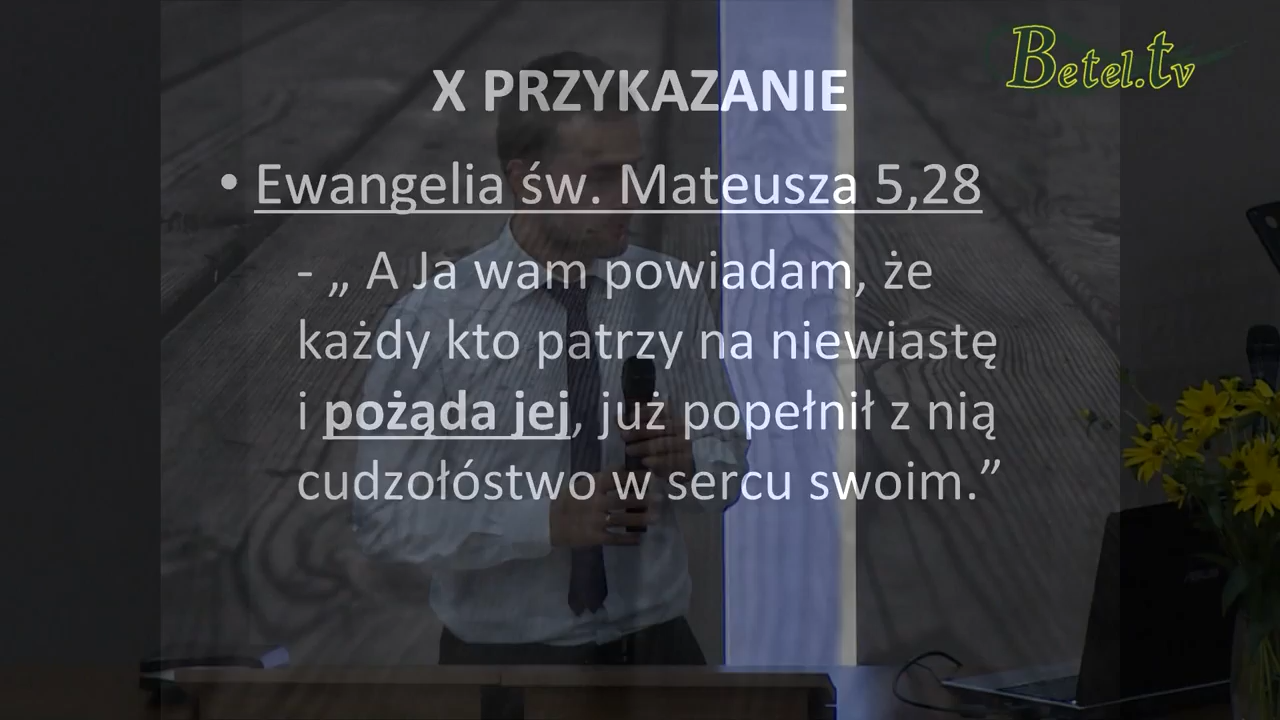 Betel.tv
X PRZYKAZANIE
• Ewangelia św. Mateusza 5,28
- „ A Ja wam powiadam, że
każdy kto patrzy na niewiastę
i pożąda jej, już popełnił z nią
cudzołóstwo w sercu swoim.”